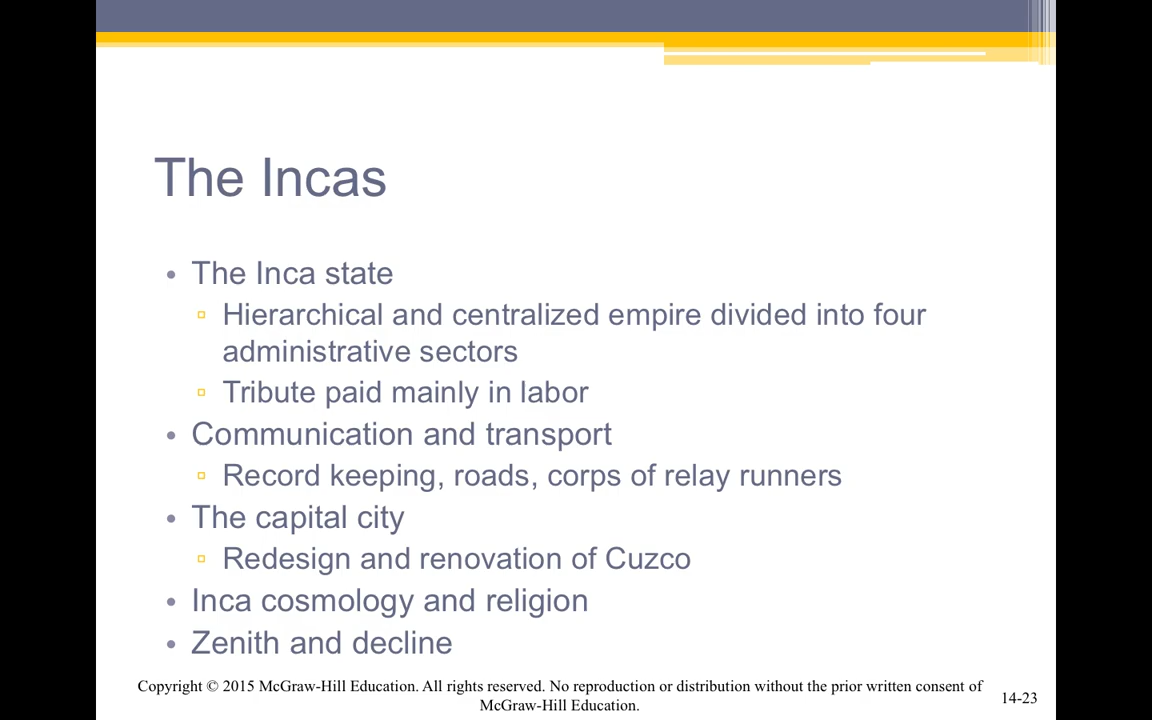 The Incas
• The Inca state
▫ Hierarchical and centralized empire divided into four
administrative sectors
▫ Tribute paid mainly in labor
• Communication and transport
▫ Record keeping, roads, corps of relay runners
• The capital city
▫ Redesign and renovation of Cuzco
• Inca cosmology and religion
• Zenith and decline
Copyright © 2015 McGraw-Hill Education. All rights reserved. No reproduction or distribution without the prior written consent of
McGraw-Hill Education.
14-23